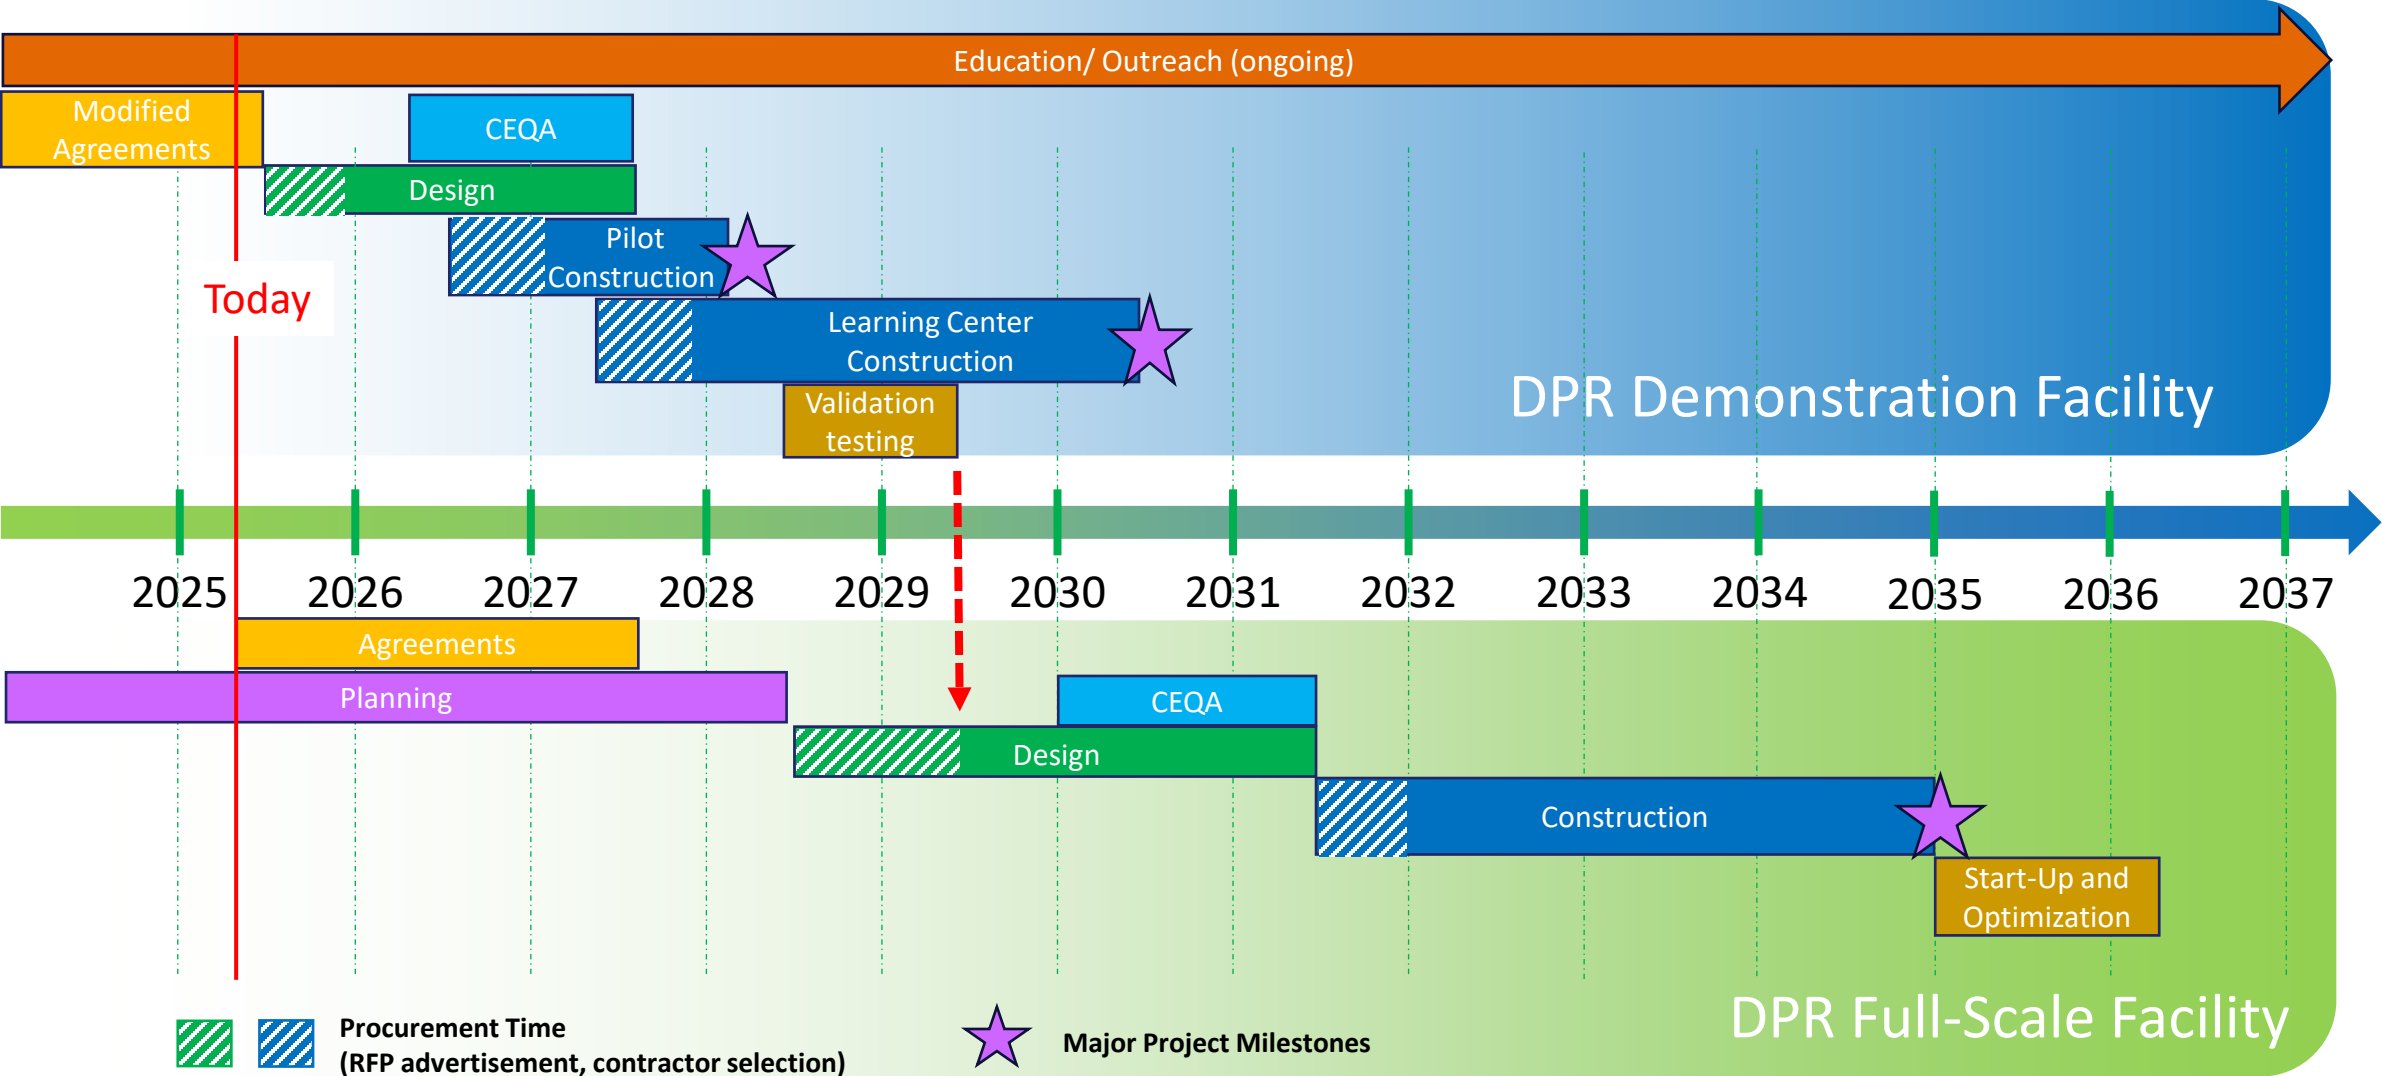 Education/ Outreach (ongoing)
Modified
Agreements
CEQA
Design
Pilot
Construction
Today
Learning Center
Construction
Validation
testing
DPR Demonstration Facility
2025 2026 2027 2028 2029 2030 2031 2032 2033 2034 2035 2036 2037
Agreements
Planning
CEQA
Design
Construction
Start-Up and
Optimization
DPR Full-Scale Facility
Procurement Time
(RFP advertisement, contractor selection)
Major Project Milestones